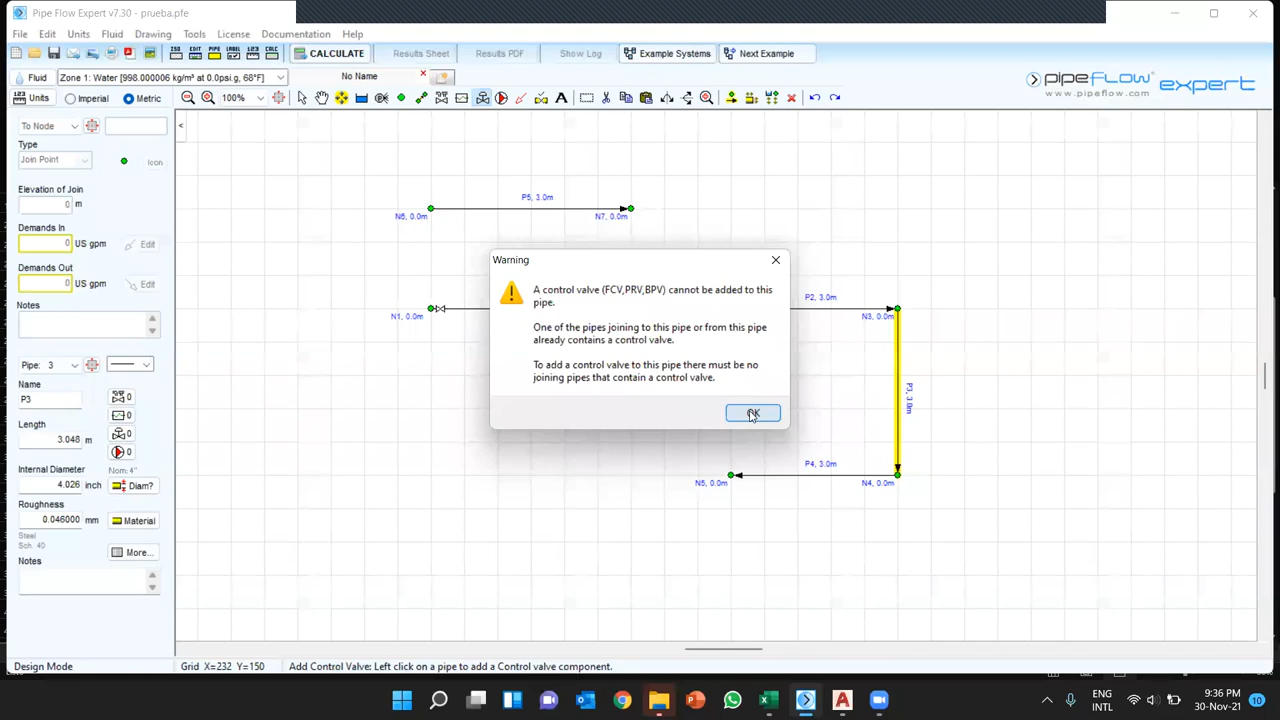 Pipe Flow Expert v7.30 - prueba.pfe
File Edit Units Fluid Drawing Tools License Documentation Help
ISO EDIT PIPE LABEL CALC CALCULATE Results Sheet Results PDF Show Log Example Systems Next Example
Fluid Zone 1: Water [998.000006 kg/m³ at 0.0psi.g, 68°F] No Name
pipeFLOW® expert
www.pipeflow.com
Units Imperial Metric 100% A
To Node
<
Type
Join Point Icon
Elevation of Join
0 m
Demands In
0 US gpm Edit
Demands Out
0 US gpm Edit
Notes
Pipe: 3
Name
P3 0
0
Length
3.048 m 0
0
Internal Diameter Nom: 4"
4.026 inch Diam?
Roughness
0.046000 mm Material
Steel
Sch. 40
More...
Notes
P5, 3.0m
N6, 0.0m N7, 0.0m
P2, 3.0m
N1, 0.0m N3, 0.0m
P3, 3.0m
P4, 3.0m
N5, 0.0m N4, 0.0m
Warning
A control valve (FCV,PRV,BPV) cannot be added to this
pipe.
One of the pipes joining to this pipe or from this pipe
already contains a control valve.
To add a control valve to this pipe there must be no
joining pipes that contain a control valve.
OK
Design Mode Grid X=232 Y=150 Add Control Valve: Left click on a pipe to add a Control valve component.
ENG
INTL
9:36 PM
30-Nov-21
10